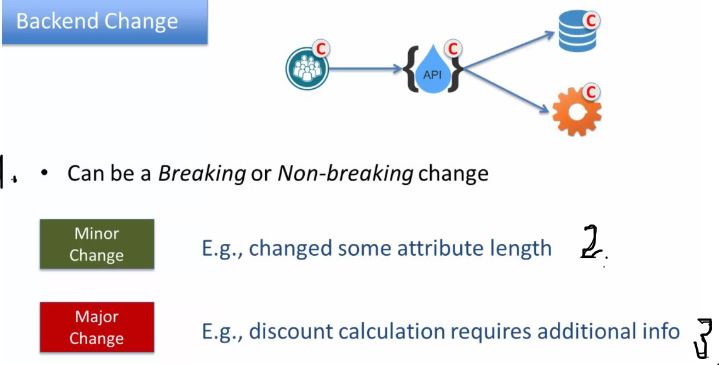 Backend Change
C
C
C
{API}
C
1. • Can be a Breaking or Non-breaking change
Minor
Change
E.g., changed some attribute length 2.
Major
Change
E.g., discount calculation requires additional info 3.